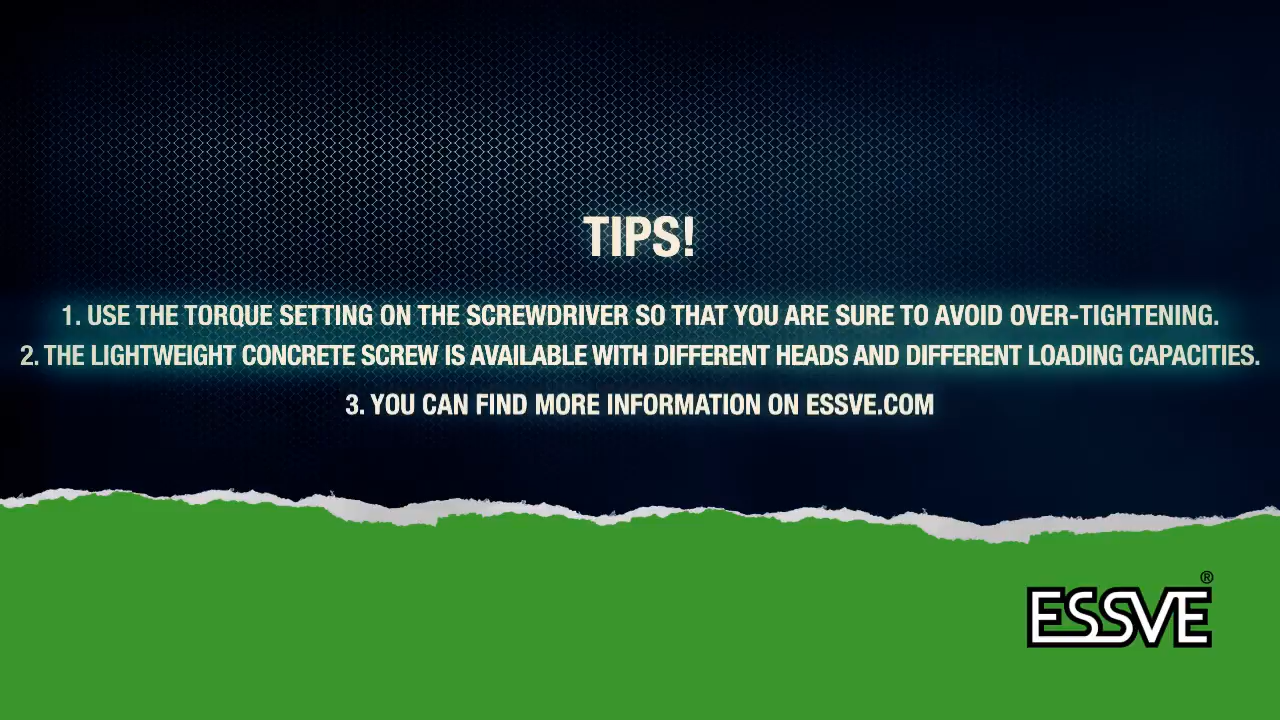 TIPS!
1. USE THE TORQUE SETTING ON THE SCREWDRIVER SO THAT YOU ARE SURE TO AVOID OVER-TIGHTENING.
2. THE LIGHTWEIGHT CONCRETE SCREW IS AVAILABLE WITH DIFFERENT HEADS AND DIFFERENT LOADING CAPACITIES.
3. YOU CAN FIND MORE INFORMATION ON ESSVE.COM
ESSVE®